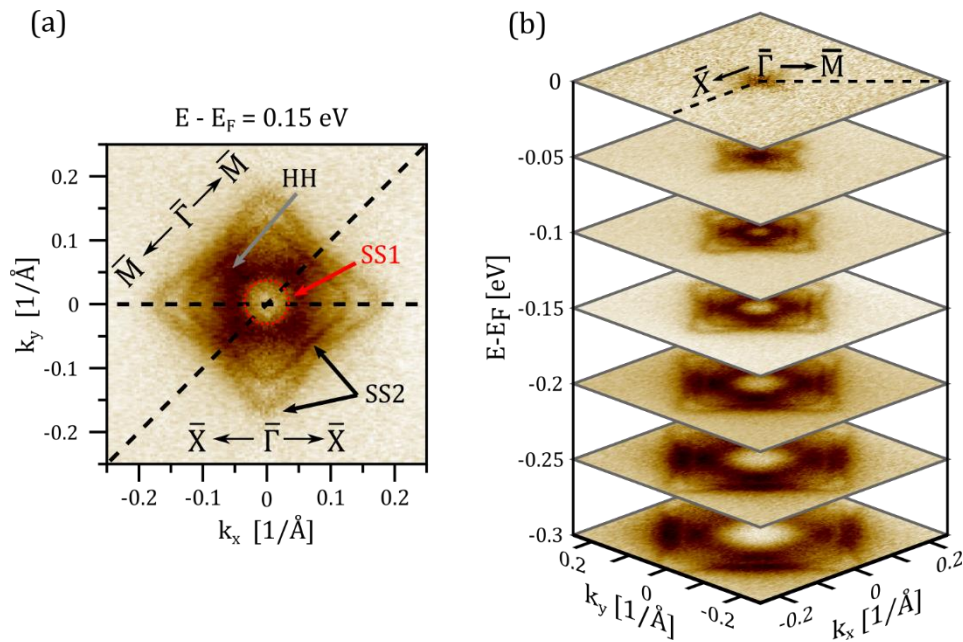 (a)
E - E_F = 0.15 eV
0.2
0.1
0
-0.1
-0.2
k_y [1/Å]
M̄ ← Γ̄ → M̄
HH
SS1
SS2
X̄ ← Γ̄ → X̄
-0.2 -0.1 0 0.1 0.2
k_x [1/Å]
(b)
X̄ ← Γ̄ → M̄
0
-0.05
-0.1
-0.15
-0.2
-0.25
-0.3
E-E_F [eV]
0.2 0 -0.2
k_y [1/Å]
-0.2 0 0.2
k_x [1/Å]